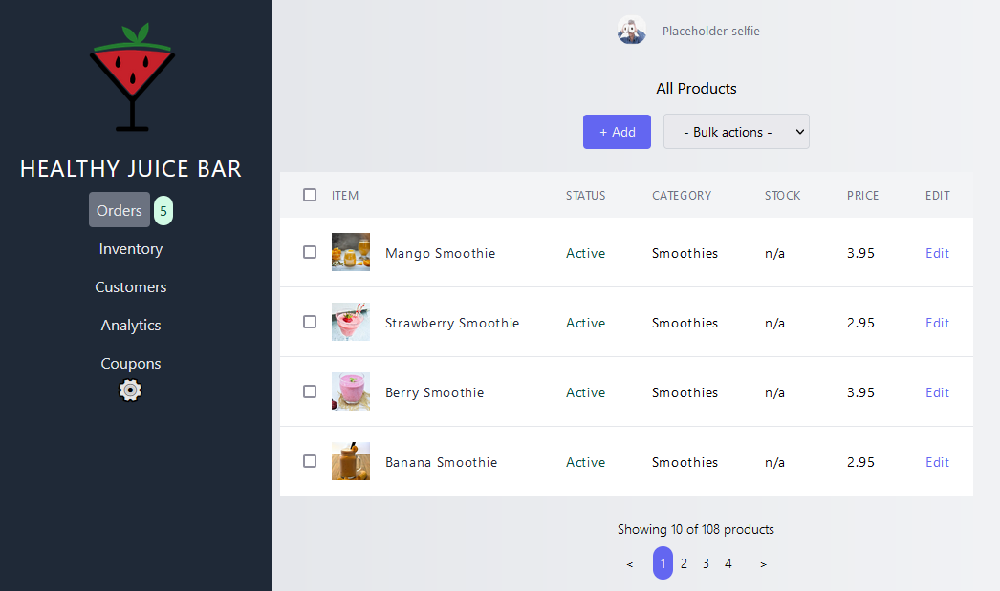 HEALTHY JUICE BAR
Orders 5
Inventory
Customers
Analytics
Coupons
Placeholder selfie
All Products
+ Add - Bulk actions -
ITEM STATUS CATEGORY STOCK PRICE EDIT
Mango Smoothie Active Smoothies n/a 3.95 Edit
Strawberry Smoothie Active Smoothies n/a 2.95 Edit
Berry Smoothie Active Smoothies n/a 3.95 Edit
Banana Smoothie Active Smoothies n/a 2.95 Edit
Showing 10 of 108 products
< 1 2 3 4 >